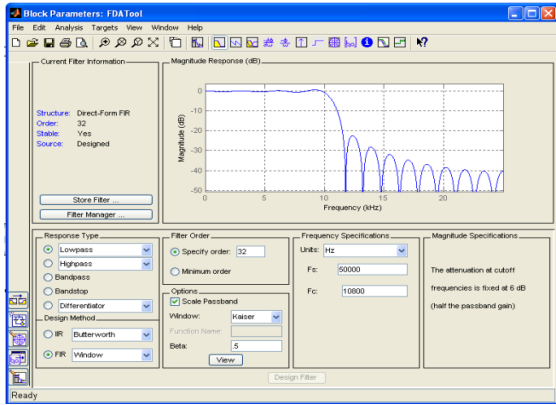 Block Parameters: FDATool
File Edit Analysis Targets View Window Help
Current Filter Information
Structure: Direct-Form FIR
Order: 32
Stable: Yes
Source: Designed
Store Filter ...
Filter Manager ...
Magnitude Response (dB)
Magnitude (dB)
0
-10
-20
-30
-40
-50
0 5 10 15 20
Frequency (kHz)
Response Type
Lowpass
Highpass
Bandpass
Bandstop
Differentiator
Design Method
IIR Butterworth
FIR Window
Filter Order
Specify order: 32
Minimum order
Options
Scale Passband
Window: Kaiser
Function Name:
Beta: .5
View
Frequency Specifications
Units: Hz
Fs: 50000
Fc: 10800
Magnitude Specifications
The attenuation at cutoff
frequencies is fixed at 6 dB
(half the passband gain)
Design Filter
Ready